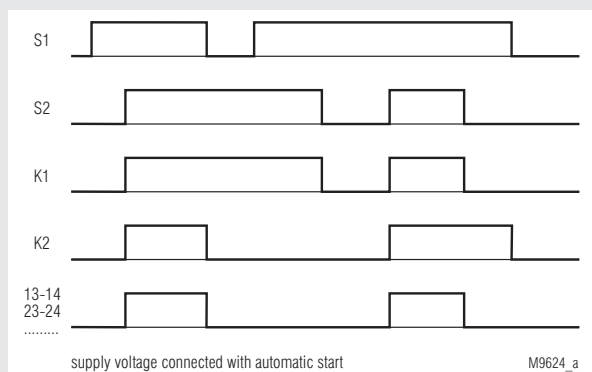 S1
S2
K1
K2
13-14
23-24
.........
supply voltage connected with automatic start
M9624_a